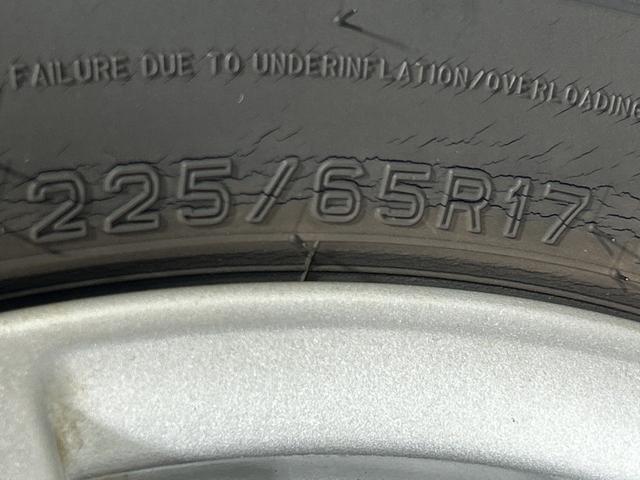 FAILURE DUE TO UNDERINFLATION/OVERLOADING
225/65R17